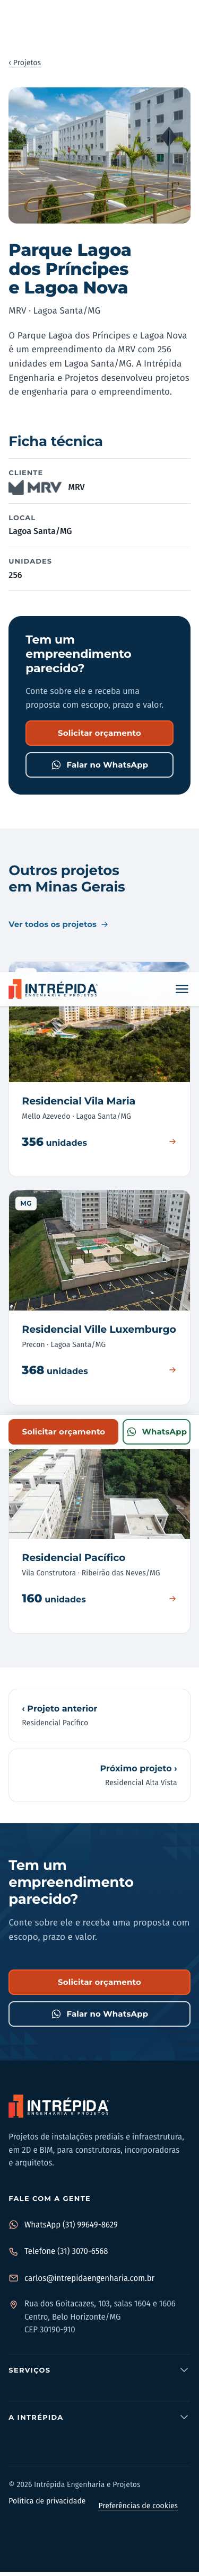 ‹ Projetos
Parque Lagoa
dos Príncipes
e Lagoa Nova
MRV · Lagoa Santa/MG
O Parque Lagoa dos Príncipes e Lagoa Nova
é um empreendimento da MRV com 256
unidades em Lagoa Santa/MG. A Intrépida
Engenharia e Projetos desenvolveu projetos
de engenharia para o empreendimento.
Ficha técnica
CLIENTE
MRV MRV
LOCAL
Lagoa Santa/MG
UNIDADES
256
Tem um
empreendimento
parecido?
Conte sobre ele e receba uma
proposta com escopo, prazo e valor.
Solicitar orçamento
Falar no WhatsApp
Outros projetos
em Minas Gerais
Ver todos os projetos →
INTRÉPIDA
ENGENHARIA E PROJETOS
Residencial Vila Maria
Mello Azevedo · Lagoa Santa/MG
356 unidades →
MG
Residencial Ville Luxemburgo
Precon · Lagoa Santa/MG
368 unidades →
Solicitar orçamento
WhatsApp
Residencial Pacífico
Vila Construtora · Ribeirão das Neves/MG
160 unidades →
‹ Projeto anterior
Residencial Pacífico
Próximo projeto ›
Residencial Alta Vista
Tem um
empreendimento
parecido?
Conte sobre ele e receba uma proposta com
escopo, prazo e valor.
Solicitar orçamento
Falar no WhatsApp
INTRÉPIDA
ENGENHARIA E PROJETOS
Projetos de instalações prediais e infraestrutura,
em 2D e BIM, para construtoras, incorporadoras
e arquitetos.
FALE COM A GENTE
WhatsApp (31) 99649-8629
Telefone (31) 3070-6568
carlos@intrepidaengenharia.com.br
Rua dos Goitacazes, 103, salas 1604 e 1606
Centro, Belo Horizonte/MG
CEP 30190-910
SERVIÇOS
A INTRÉPIDA
© 2026 Intrépida Engenharia e Projetos
Política de privacidade
Preferências de cookies